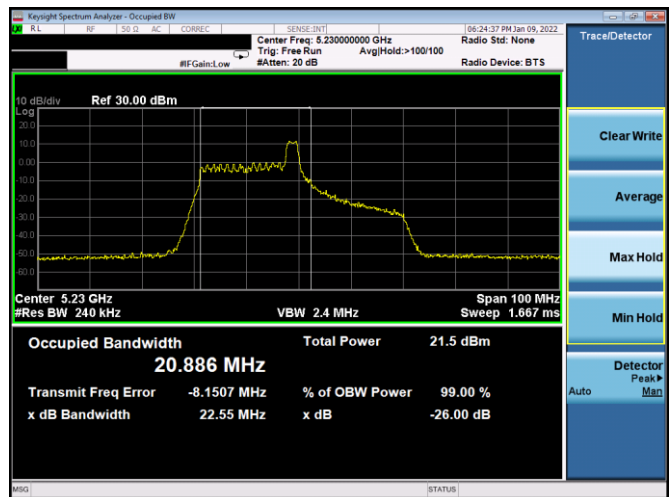 Keysight Spectrum Analyzer - Occupied BW
RL RF 50 Ω AC CORREC SENSE:INT 06:24:37 PM Jan 09, 2022
Center Freq: 5.230000000 GHz Radio Std: None
Trig: Free Run Avg|Hold:>100/100
#IFGain:Low #Atten: 20 dB Radio Device: BTS
Trace/Detector
10 dB/div Ref 30.00 dBm
Log
20.0
10.0
0.00
-10.0
-20.0
-30.0
-40.0
-50.0
-60.0
Center 5.23 GHz Span 100 MHz
#Res BW 240 kHz VBW 2.4 MHz Sweep 1.667 ms
Occupied Bandwidth Total Power 21.5 dBm
20.886 MHz
Transmit Freq Error -8.1507 MHz % of OBW Power 99.00 %
x dB Bandwidth 22.55 MHz x dB -26.00 dB
Clear Write
Average
Max Hold
Min Hold
Detector
Peak▶
Auto Man
MSG STATUS